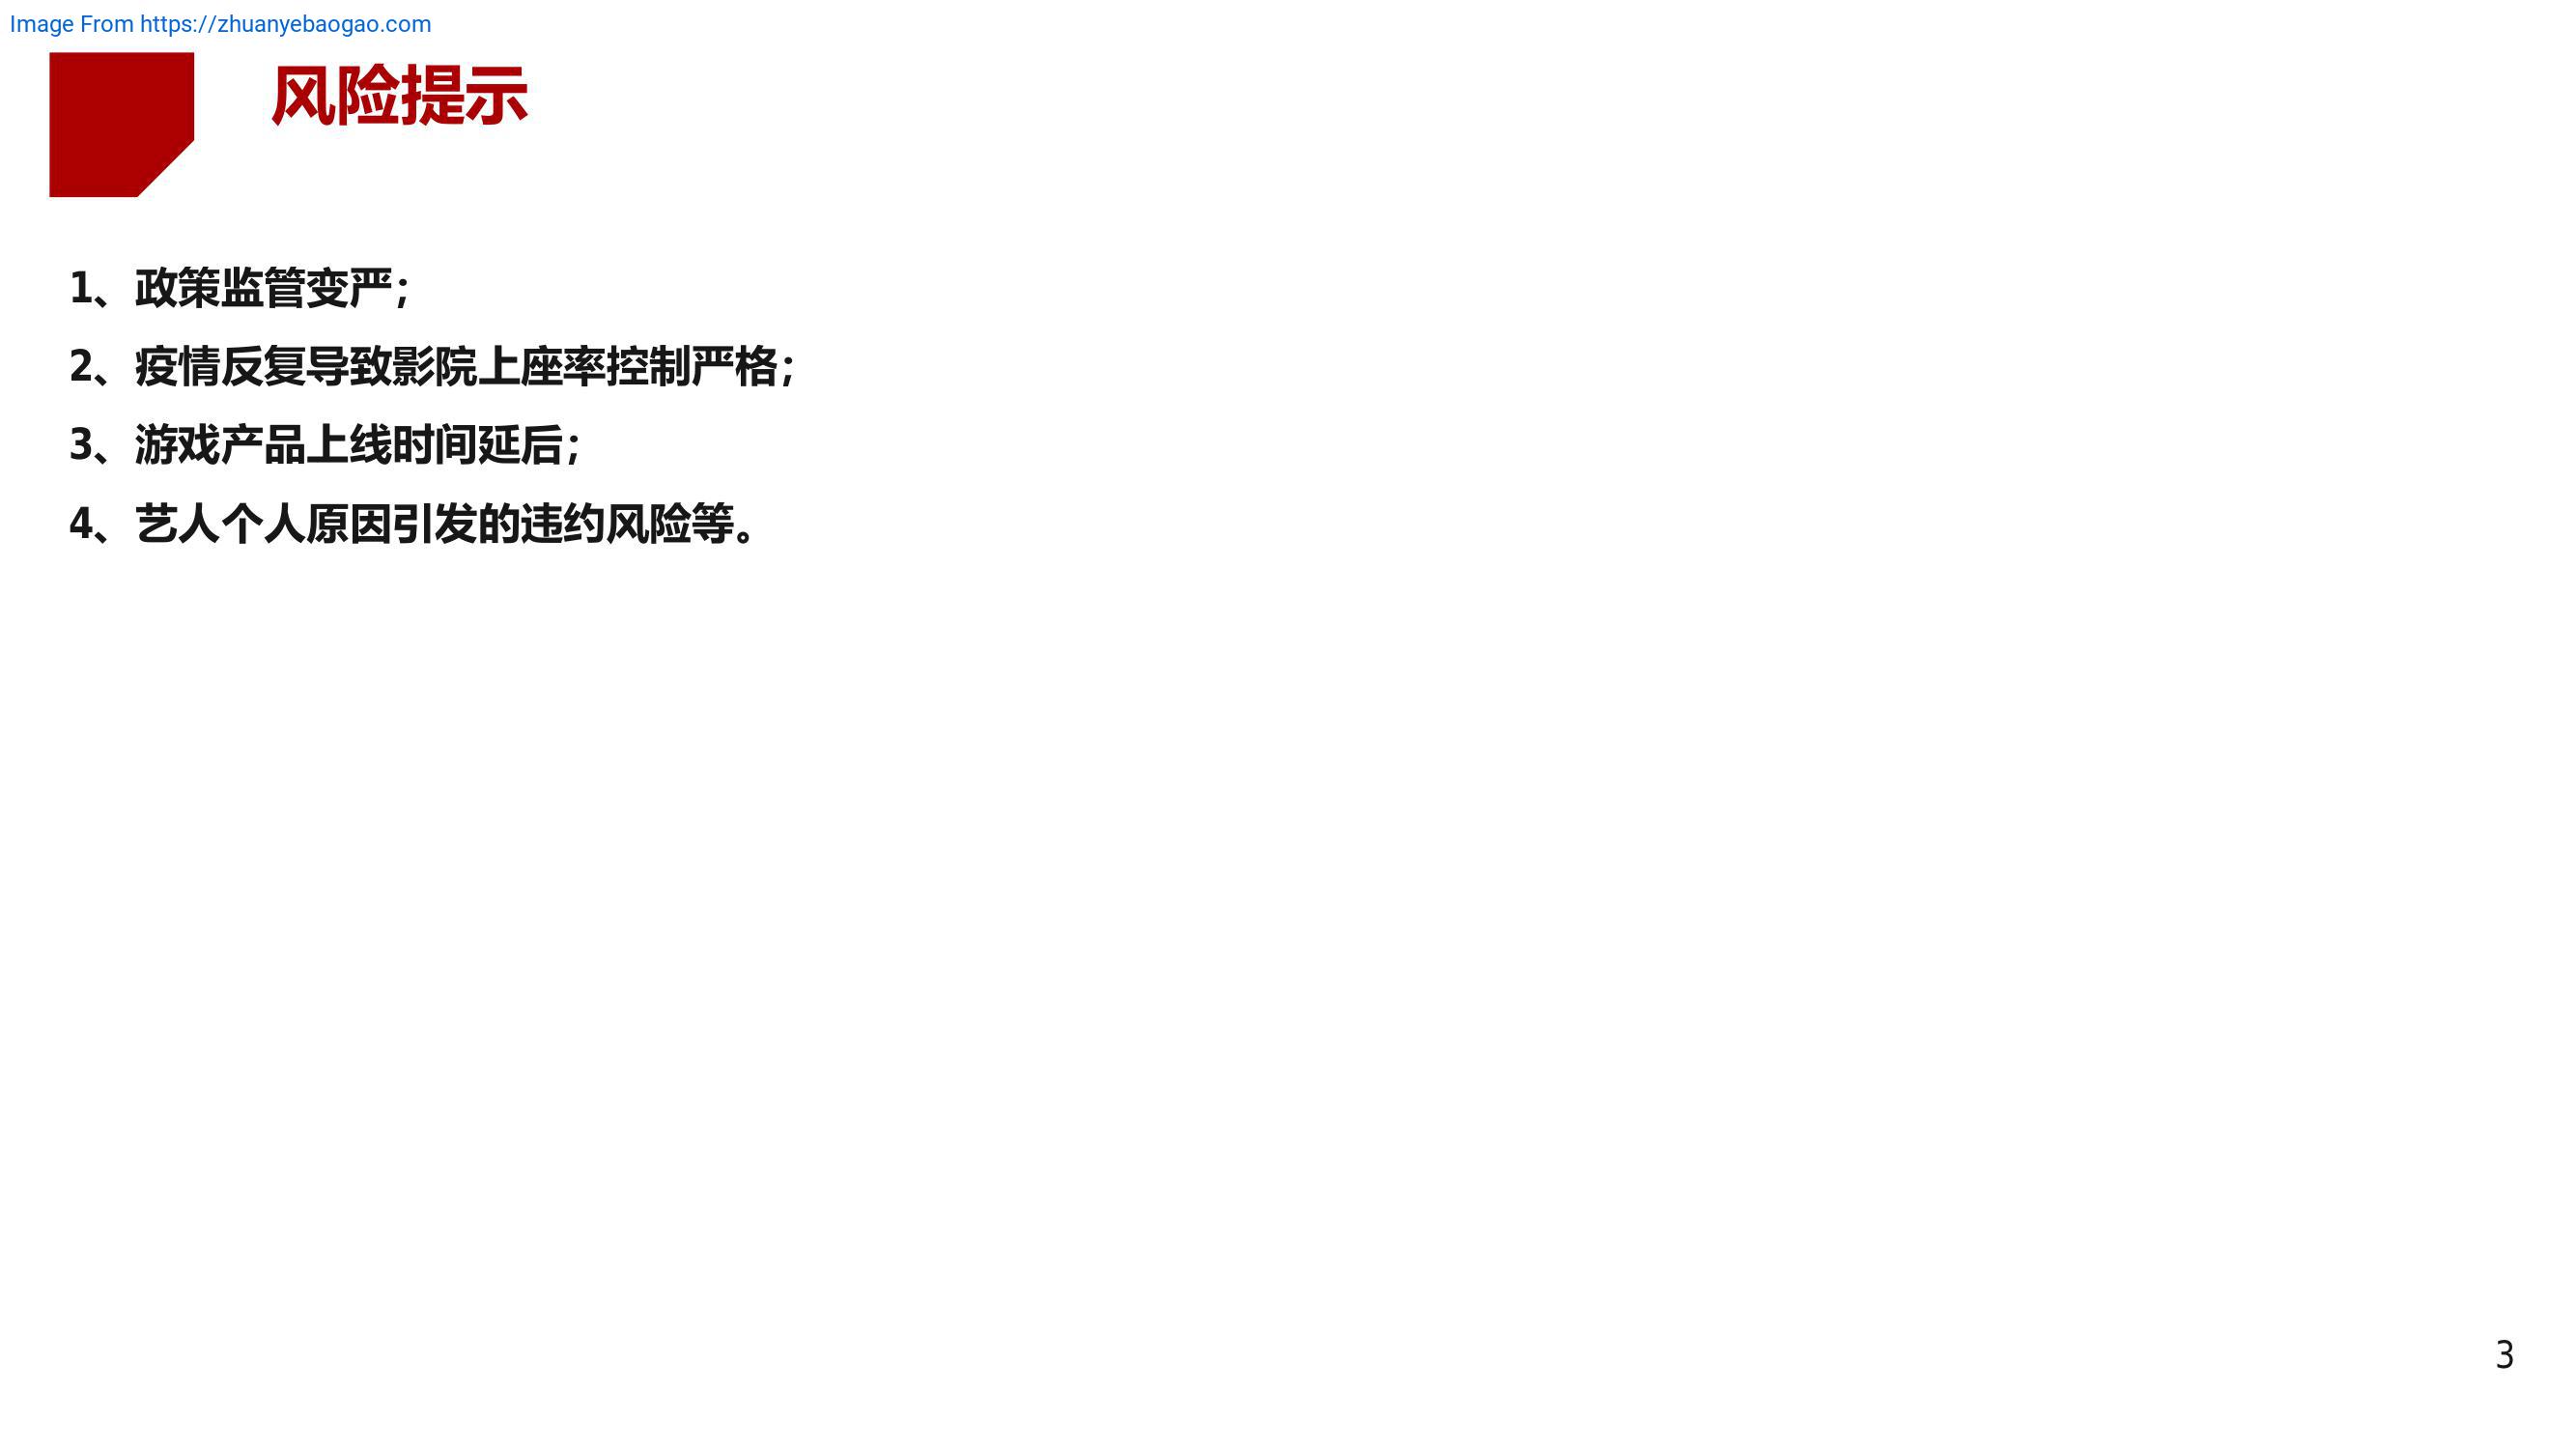 Image From https://zhuanyebaogao.com
风险提示
1、政策监管变严；
2、疫情反复导致影院上座率控制严格；
3、游戏产品上线时间延后；
4、艺人个人原因引发的违约风险等。
3